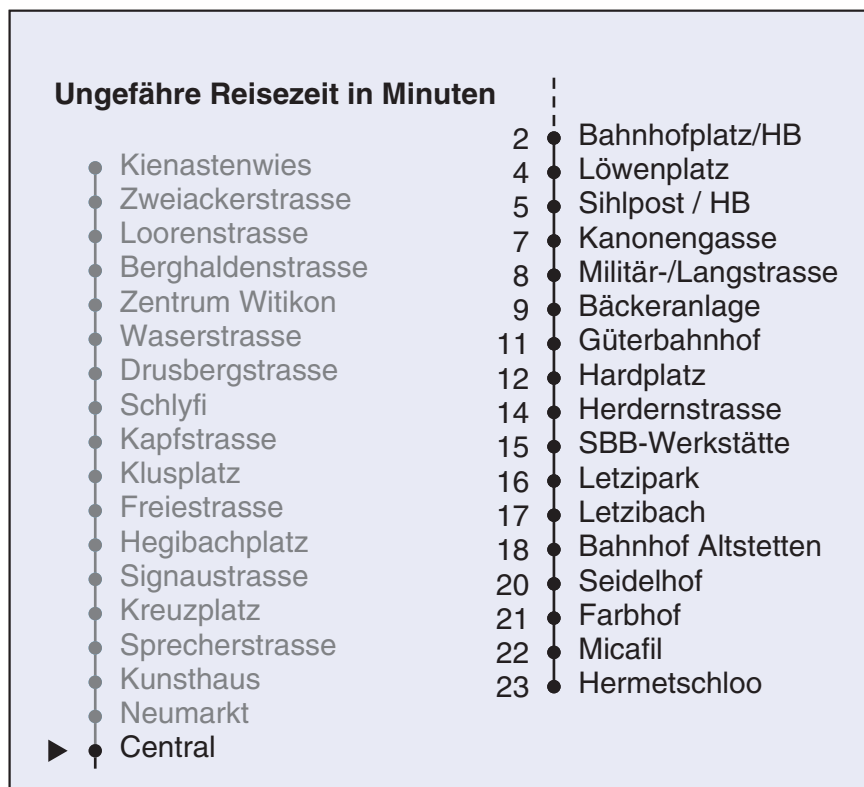 Ungefähre Reisezeit in Minuten
Kienastenwies
Zweiackerstrasse
Loorenstrasse
Berghaldenstrasse
Zentrum Witikon
Waserstrasse
Drusbergstrasse
Schlyfi
Kapfstrasse
Klusplatz
Freiestrasse
Hegibachplatz
Signaustrasse
Kreuzplatz
Sprecherstrasse
Kunsthaus
Neumarkt
Central
2 Bahnhofplatz/HB
4 Löwenplatz
5 Sihlpost / HB
7 Kanonengasse
8 Militär-/Langstrasse
9 Bäckeranlage
11 Güterbahnhof
12 Hardplatz
14 Herdernstrasse
15 SBB-Werkstätte
16 Letzipark
17 Letzibach
18 Bahnhof Altstetten
20 Seidelhof
21 Farbhof
22 Micafil
23 Hermetschloo